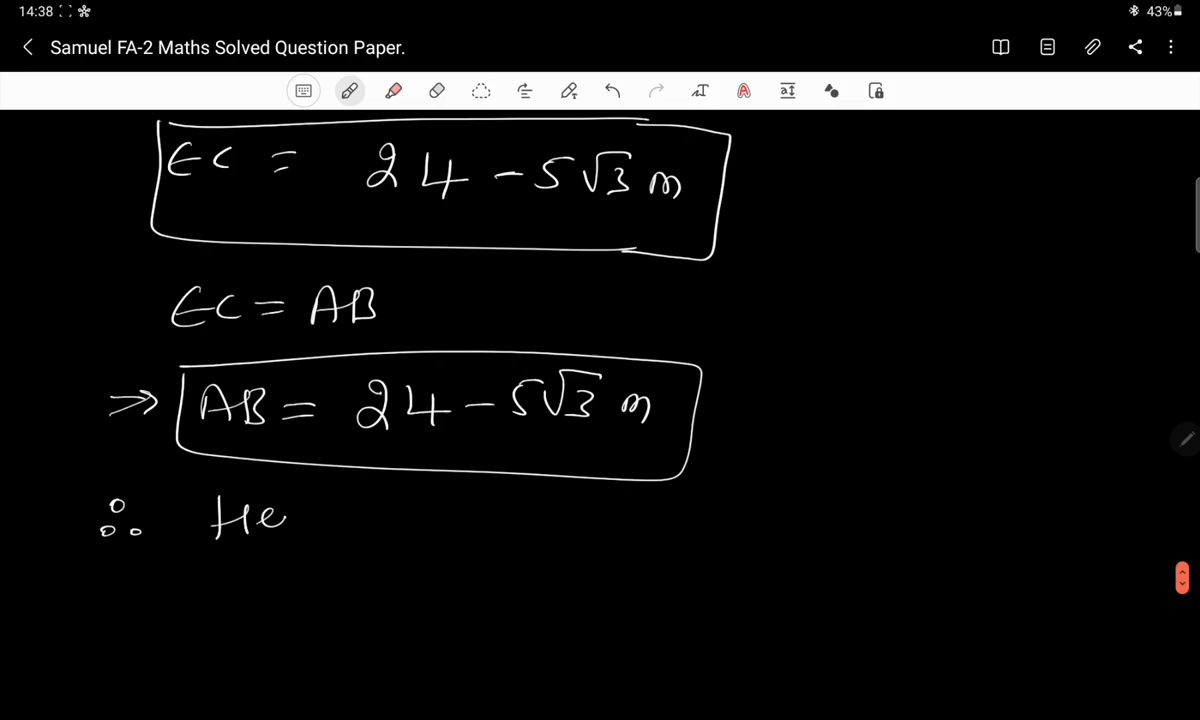 14:38
43%
Samuel FA-2 Maths Solved Question Paper.
EC = 24 - 5√3 m
EC = AB
⇒ AB = 24 - 5√3 m
∴ He